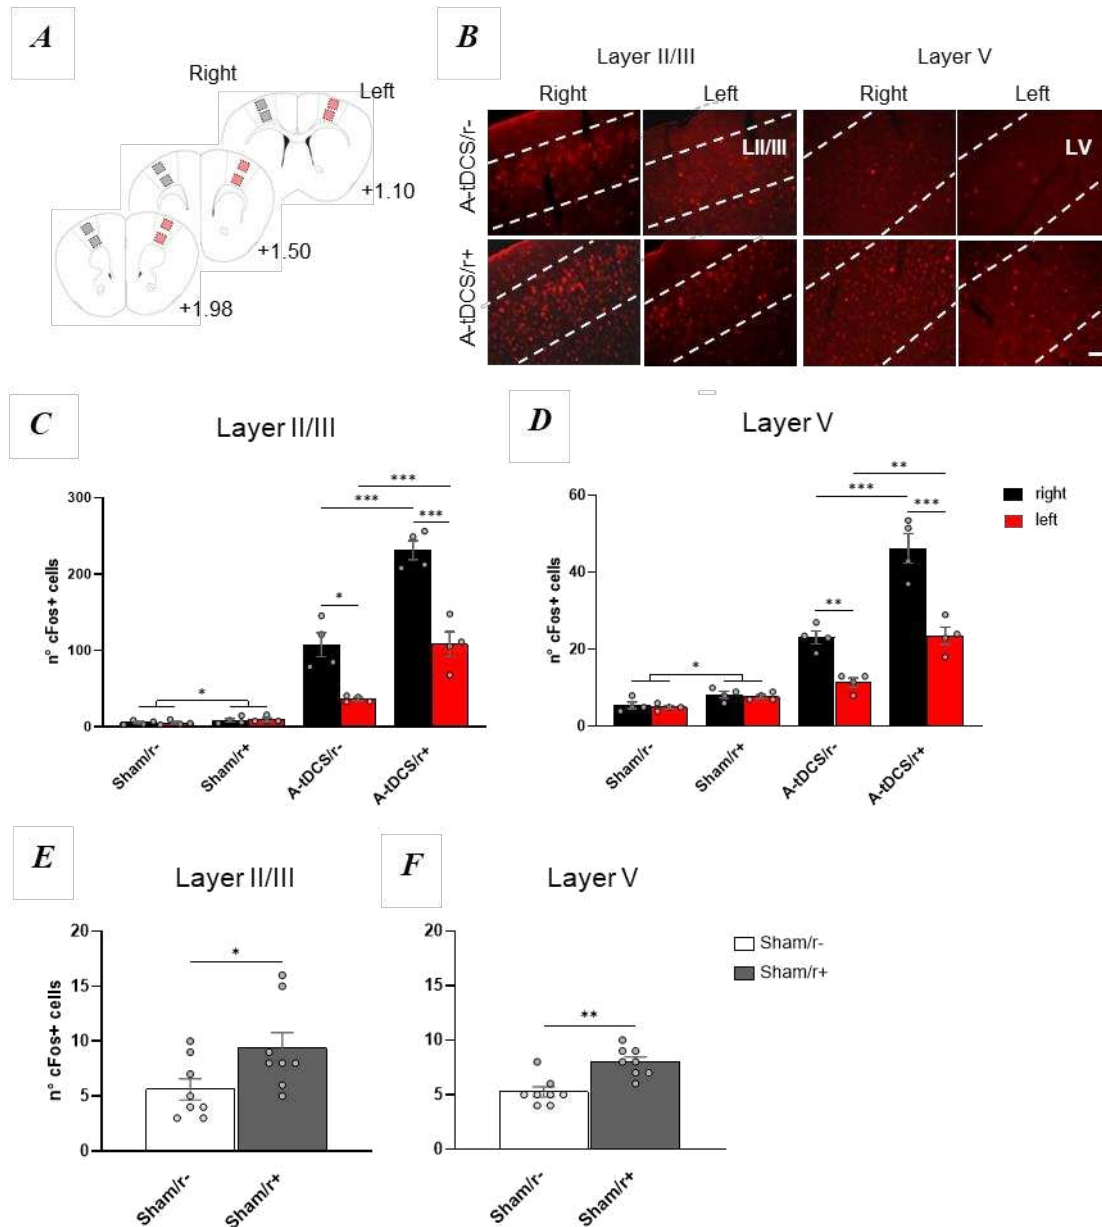 A
Right
Left
+1.10
+1.50
+1.98
B
Layer II/III
Layer V
Right
Left
Right
Left
A-tDCS/r-
LII/III
LV
A-tDCS/r+
C
Layer II/III
n° cFos+ cells
300
200
100
0
*
*
***
***
***
Sham/r-
Sham/r+
A-tDCS/r-
A-tDCS/r+
D
Layer V
60
40
20
0
*
**
***
**
***
Sham/r-
Sham/r+
A-tDCS/r-
A-tDCS/r+
right
left
E
Layer II/III
n° cFos+ cells
20
15
10
5
0
*
Sham/r-
Sham/r+
F
Layer V
20
15
10
5
0
**
Sham/r-
Sham/r+
Sham/r-
Sham/r+